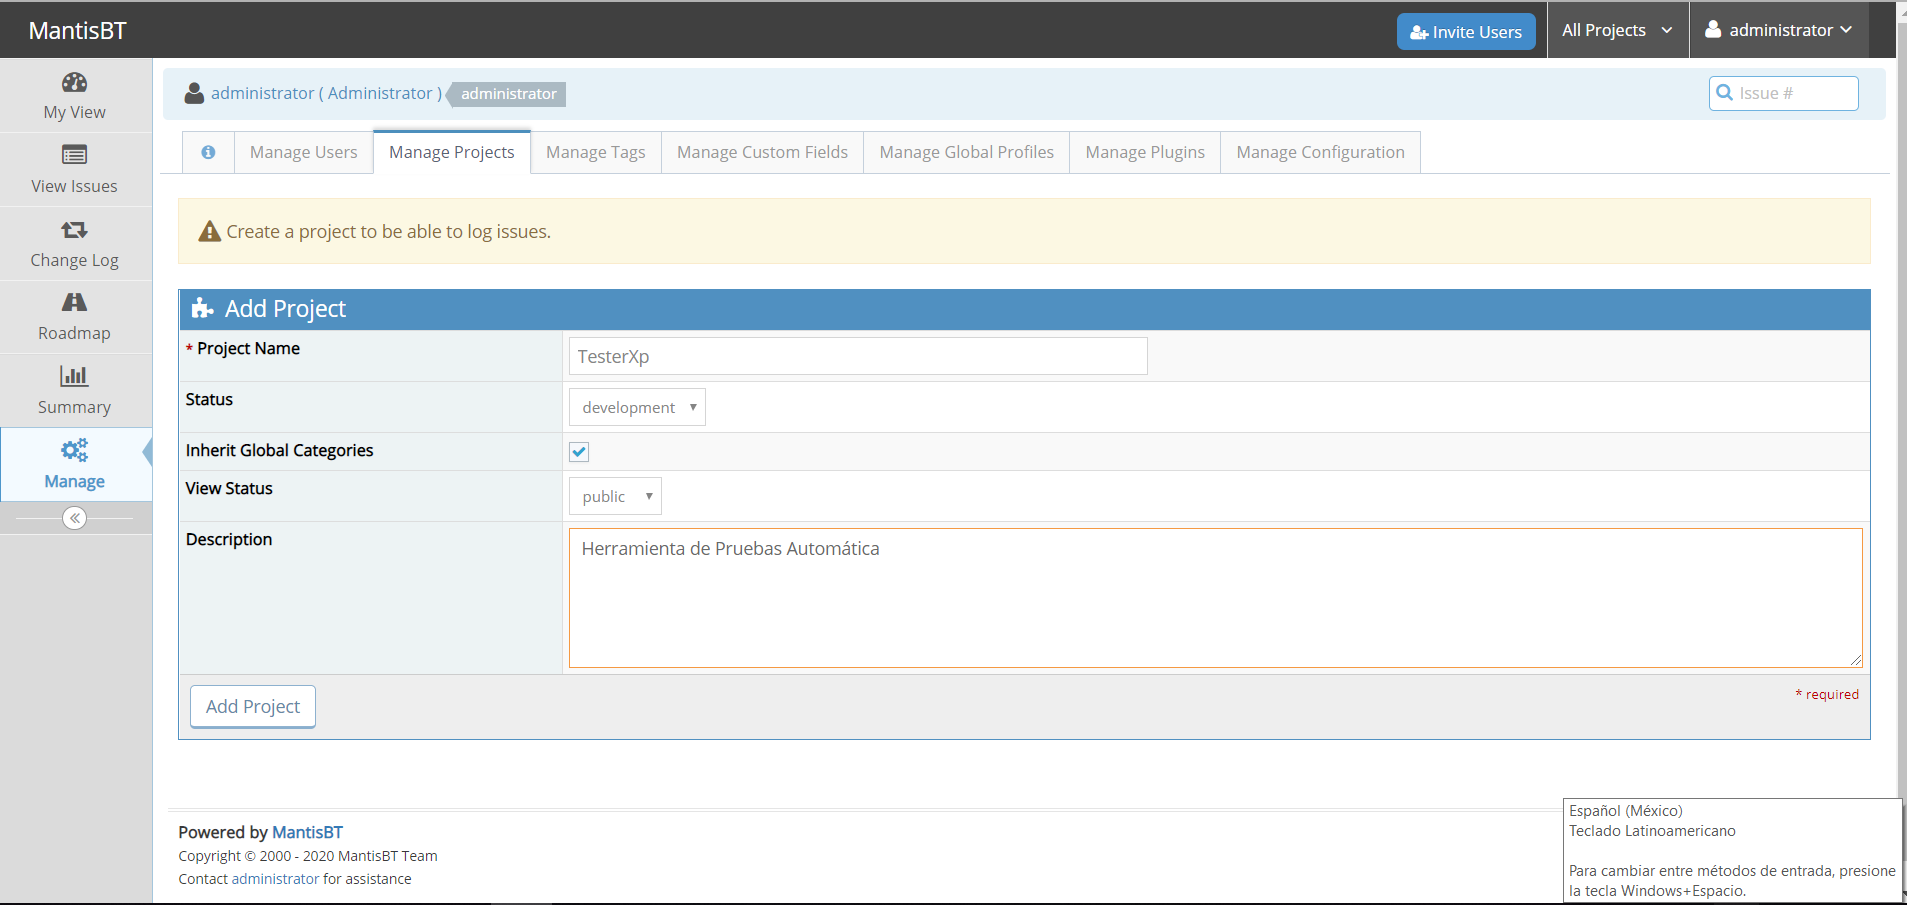 MantisBT
Invite Users
All Projects
administrator
My View
View Issues
Change Log
Roadmap
Summary
Manage
administrator ( Administrator )
administrator
Issue #
Manage Users
Manage Projects
Manage Tags
Manage Custom Fields
Manage Global Profiles
Manage Plugins
Manage Configuration
Create a project to be able to log issues.
Add Project
* Project Name
TesterXp
Status
development
Inherit Global Categories
View Status
public
Description
Herramienta de Pruebas Automática
Add Project
* required
Powered by MantisBT
Copyright © 2000 - 2020 MantisBT Team
Contact administrator for assistance
Español (México)
Teclado Latinoamericano
Para cambiar entre métodos de entrada, presione
la tecla Windows+Espacio.